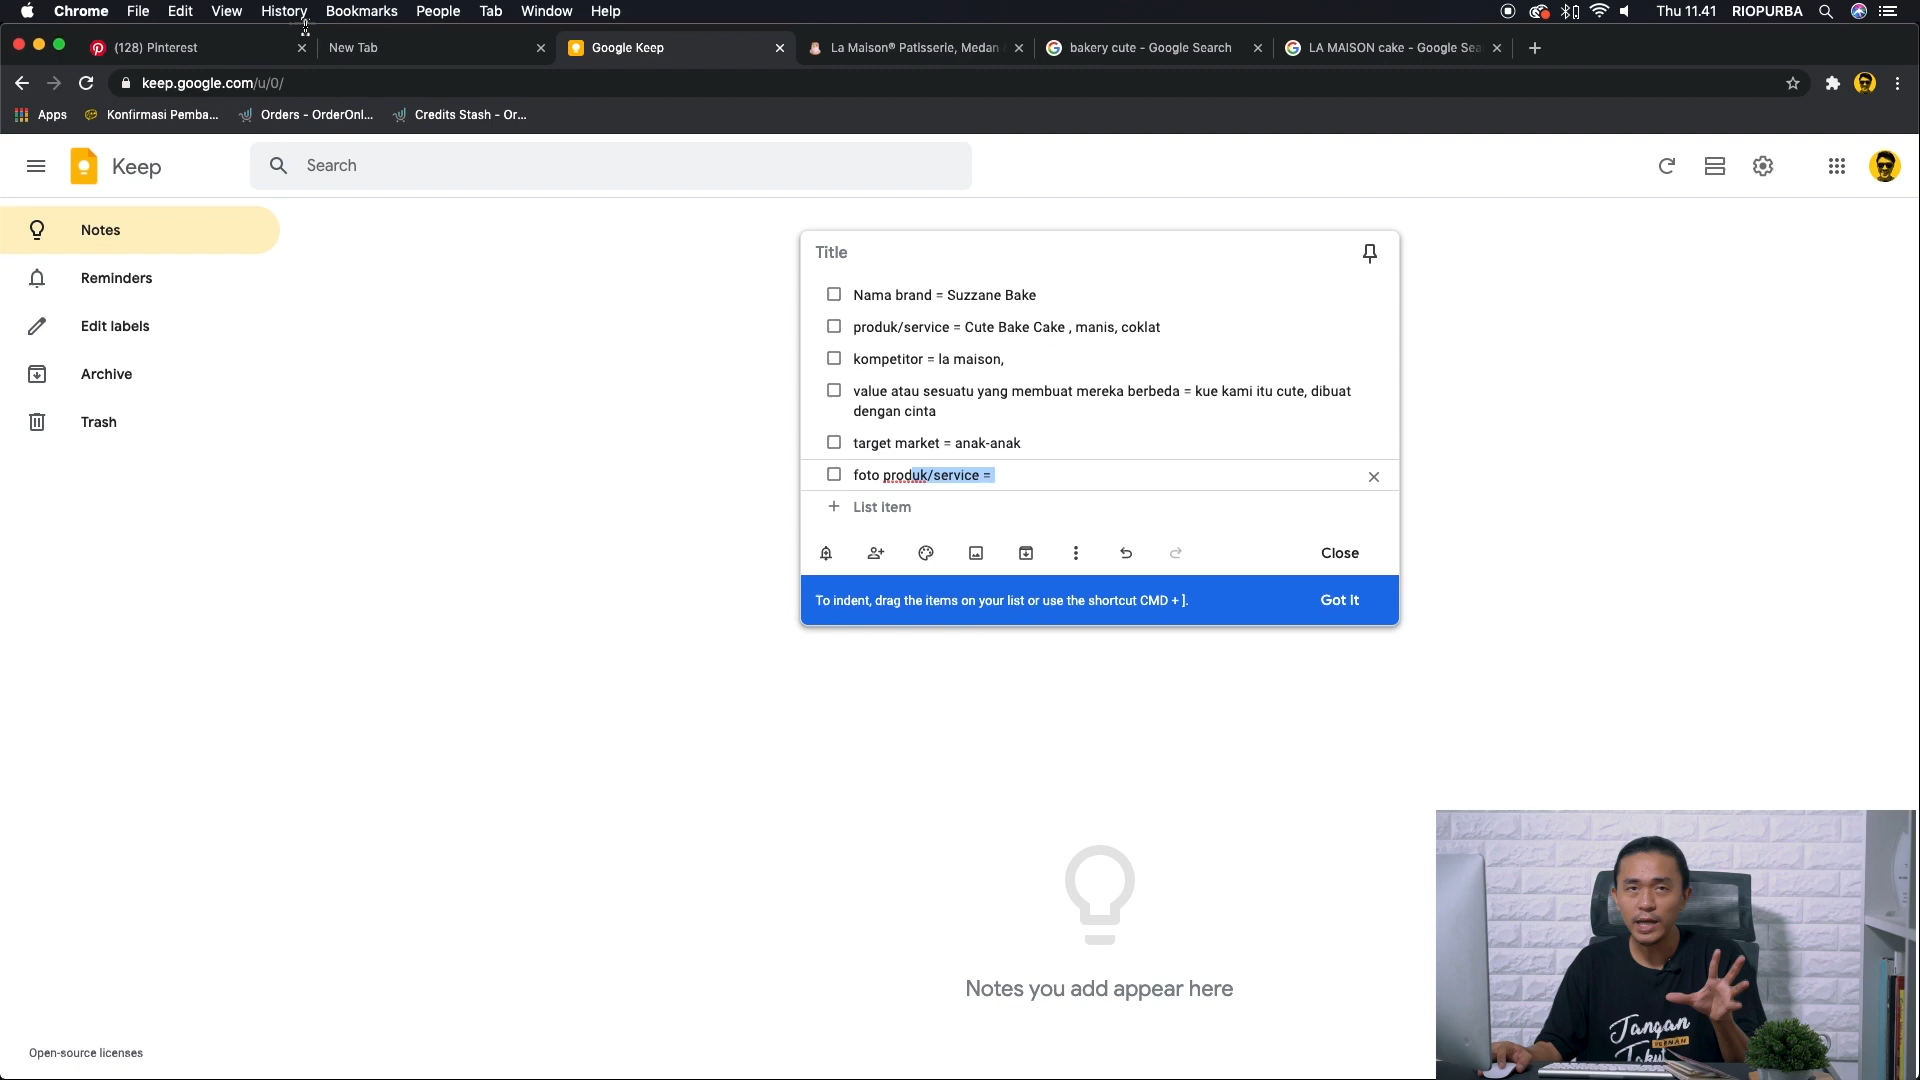 Chrome File Edit View History Bookmarks People Tab Window Help Thu 11.41 RIOPURBA
(128) Pinterest New Tab Google Keep La Maison® Patisserie, Medan bakery cute - Google Search LA MAISON cake - Google Sea
keep.google.com/u/0/
Apps Konfirmasi Pemba... Orders - OrderOnl... Credits Stash - Or...
Keep Search
Notes
Reminders
Edit labels
Archive
Trash
Title
Nama brand = Suzzane Bake
produk/service = Cute Bake Cake , manis, coklat
kompetitor = la maison,
value atau sesuatu yang membuat mereka berbeda = kue kami itu cute, dibuat
dengan cinta
target market = anak-anak
foto produk/service =
List item
Close
To indent, drag the items on your list or use the shortcut CMD + ]. Got it
Notes you add appear here
Jangan
PERNAH
Takut
Open-source licenses